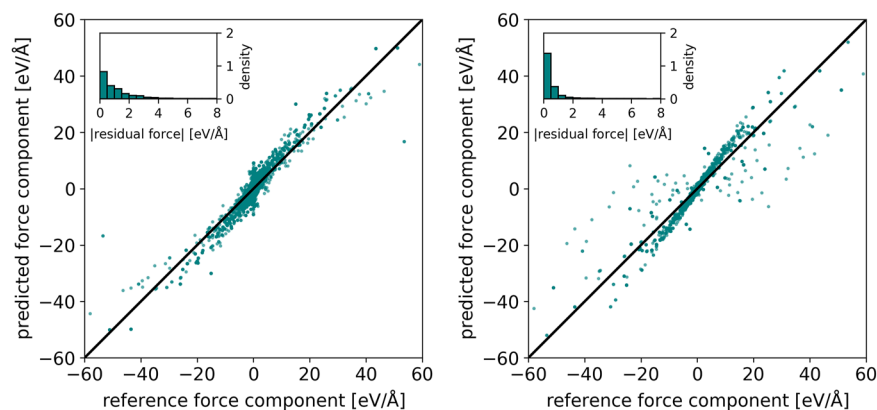 60
40
20
0
−20
−40
−60
predicted force component [eV/Å]
−60 −40 −20 0 20 40 60
reference force component [eV/Å]
0 2 4 6 8
|residual force| [eV/Å]
2
1
0
density
60
40
20
0
−20
−40
−60
predicted force component [eV/Å]
−60 −40 −20 0 20 40 60
reference force component [eV/Å]
0 2 4 6 8
|residual force| [eV/Å]
2
1
0
density